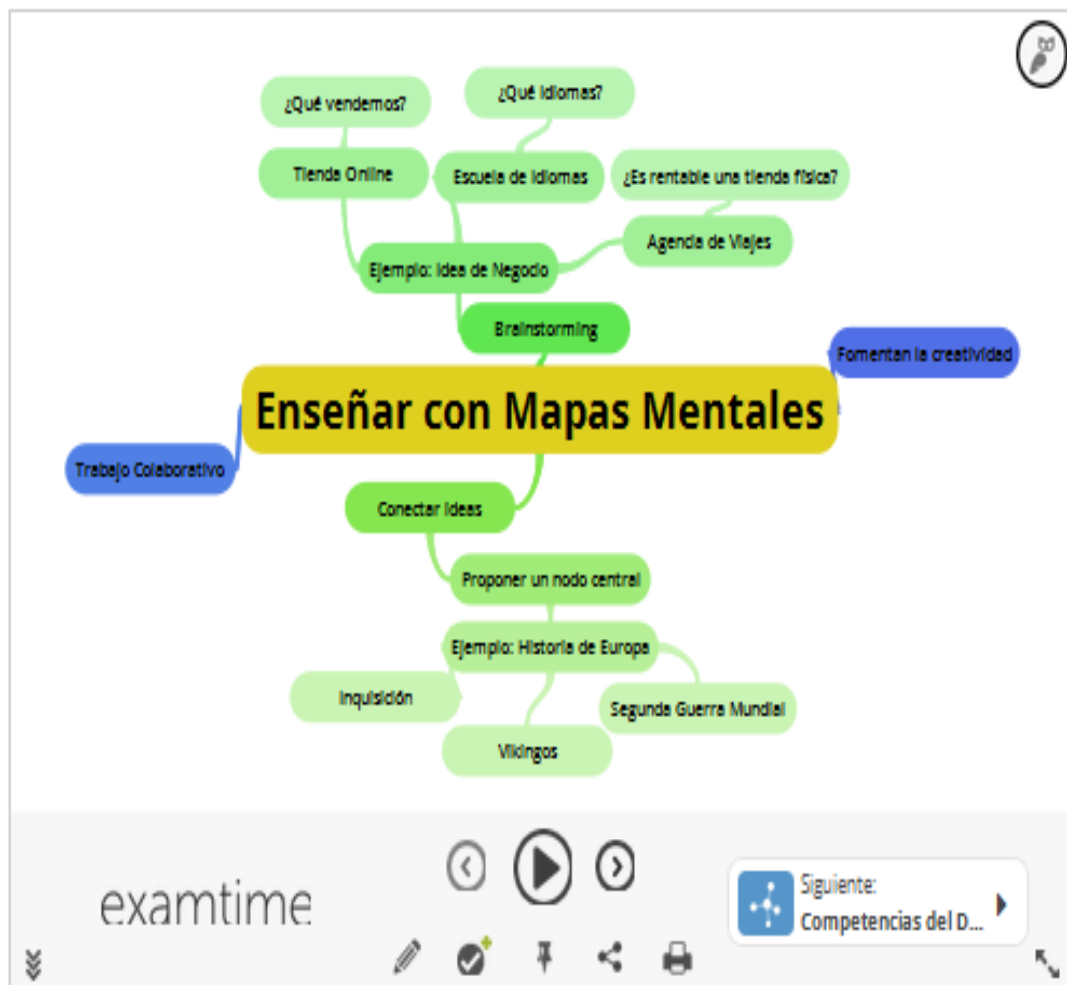 ¿Qué vendemos?
¿Qué idiomas?
Tienda Online
Escuela de Idiomas
¿Es rentable una tienda física?
Agencia de Viajes
Ejemplo: Idea de Negocio
Brainstorming
Fomentan la creatividad
Enseñar con Mapas Mentales
Trabajo Colaborativo
Conectar Ideas
Proponer un nodo central
Ejemplo: Historia de Europa
Inquisición
Segunda Guerra Mundial
Vikingos
examtime
Siguiente:
Competencias del D...